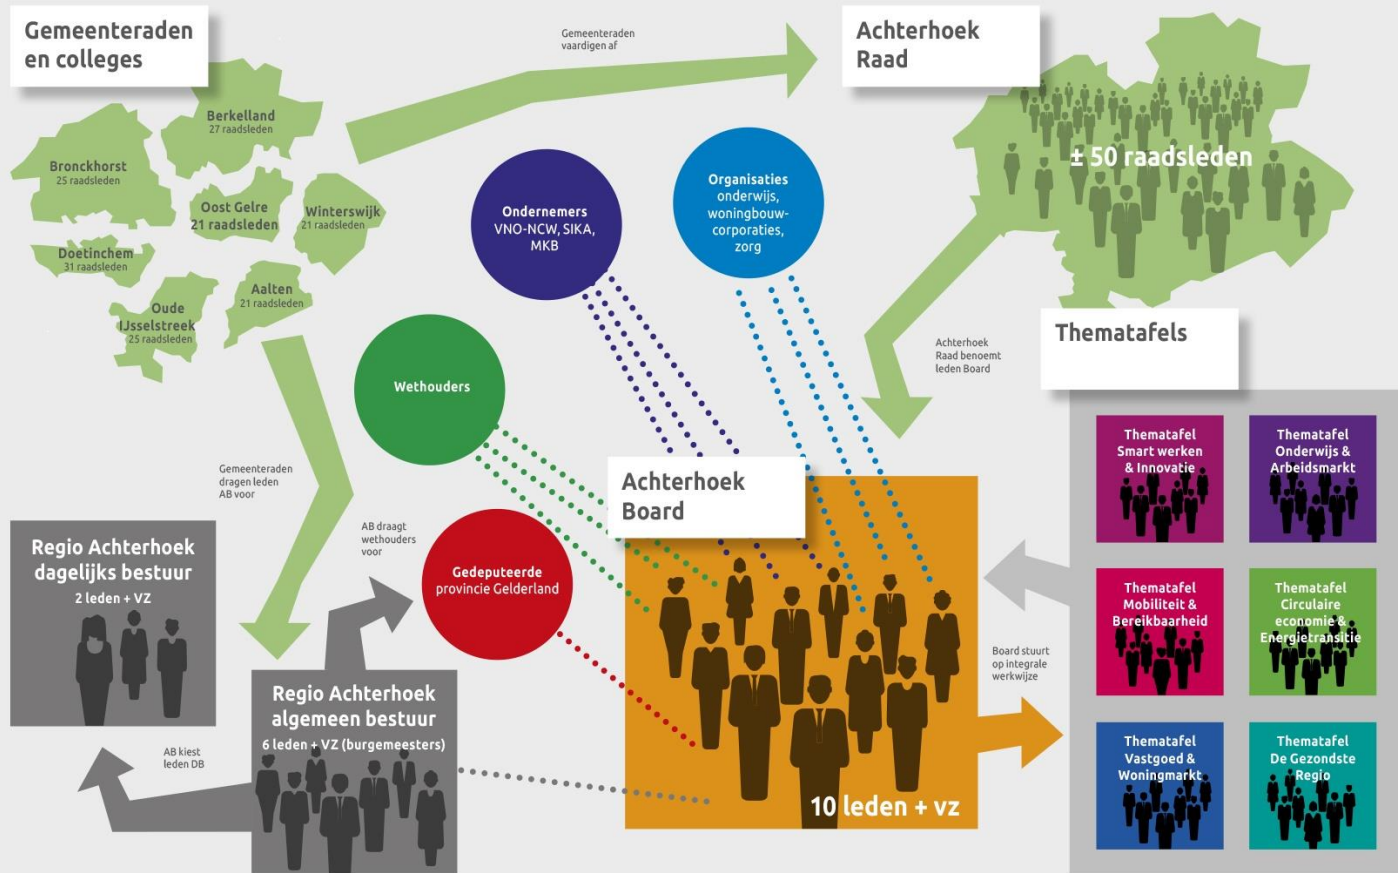 Gemeenteraden
en colleges
Gemeenteraden
vaardigen af
Achterhoek
Raad
Berkelland
27 raadsleden
Bronckhorst
25 raadsleden
Oost Gelre
21 raadsleden
Winterswijk
21 raadsleden
Doetinchem
31 raadsleden
Aalten
21 raadsleden
Oude
IJsselstreek
25 raadsleden
Ondernemers
VNO-NCW, SIKA,
MKB
Organisaties
onderwijs,
woningbouw-
corporaties,
zorg
± 50 raadsleden
Achterhoek
Raad benoemt
leden Board
Thematafels
Wethouders
Gemeenteraden
dragen leden
AB voor
AB draagt
wethouders
voor
Gedeputeerde
provincie Gelderland
Achterhoek
Board
10 leden + vz
Regio Achterhoek
dagelijks bestuur
2 leden + VZ
Regio Achterhoek
algemeen bestuur
6 leden + VZ (burgemeesters)
AB kiest
leden DB
Board stuurt
op integrale
werkwijze
Thematafel
Smart werken
& Innovatie
Thematafel
Onderwijs &
Arbeidsmarkt
Thematafel
Mobiliteit &
Bereikbaarheid
Thematafel
Circulaire
economie &
Energietransitie
Thematafel
Vastgoed &
Woningmarkt
Thematafel
De Gezondste
Regio